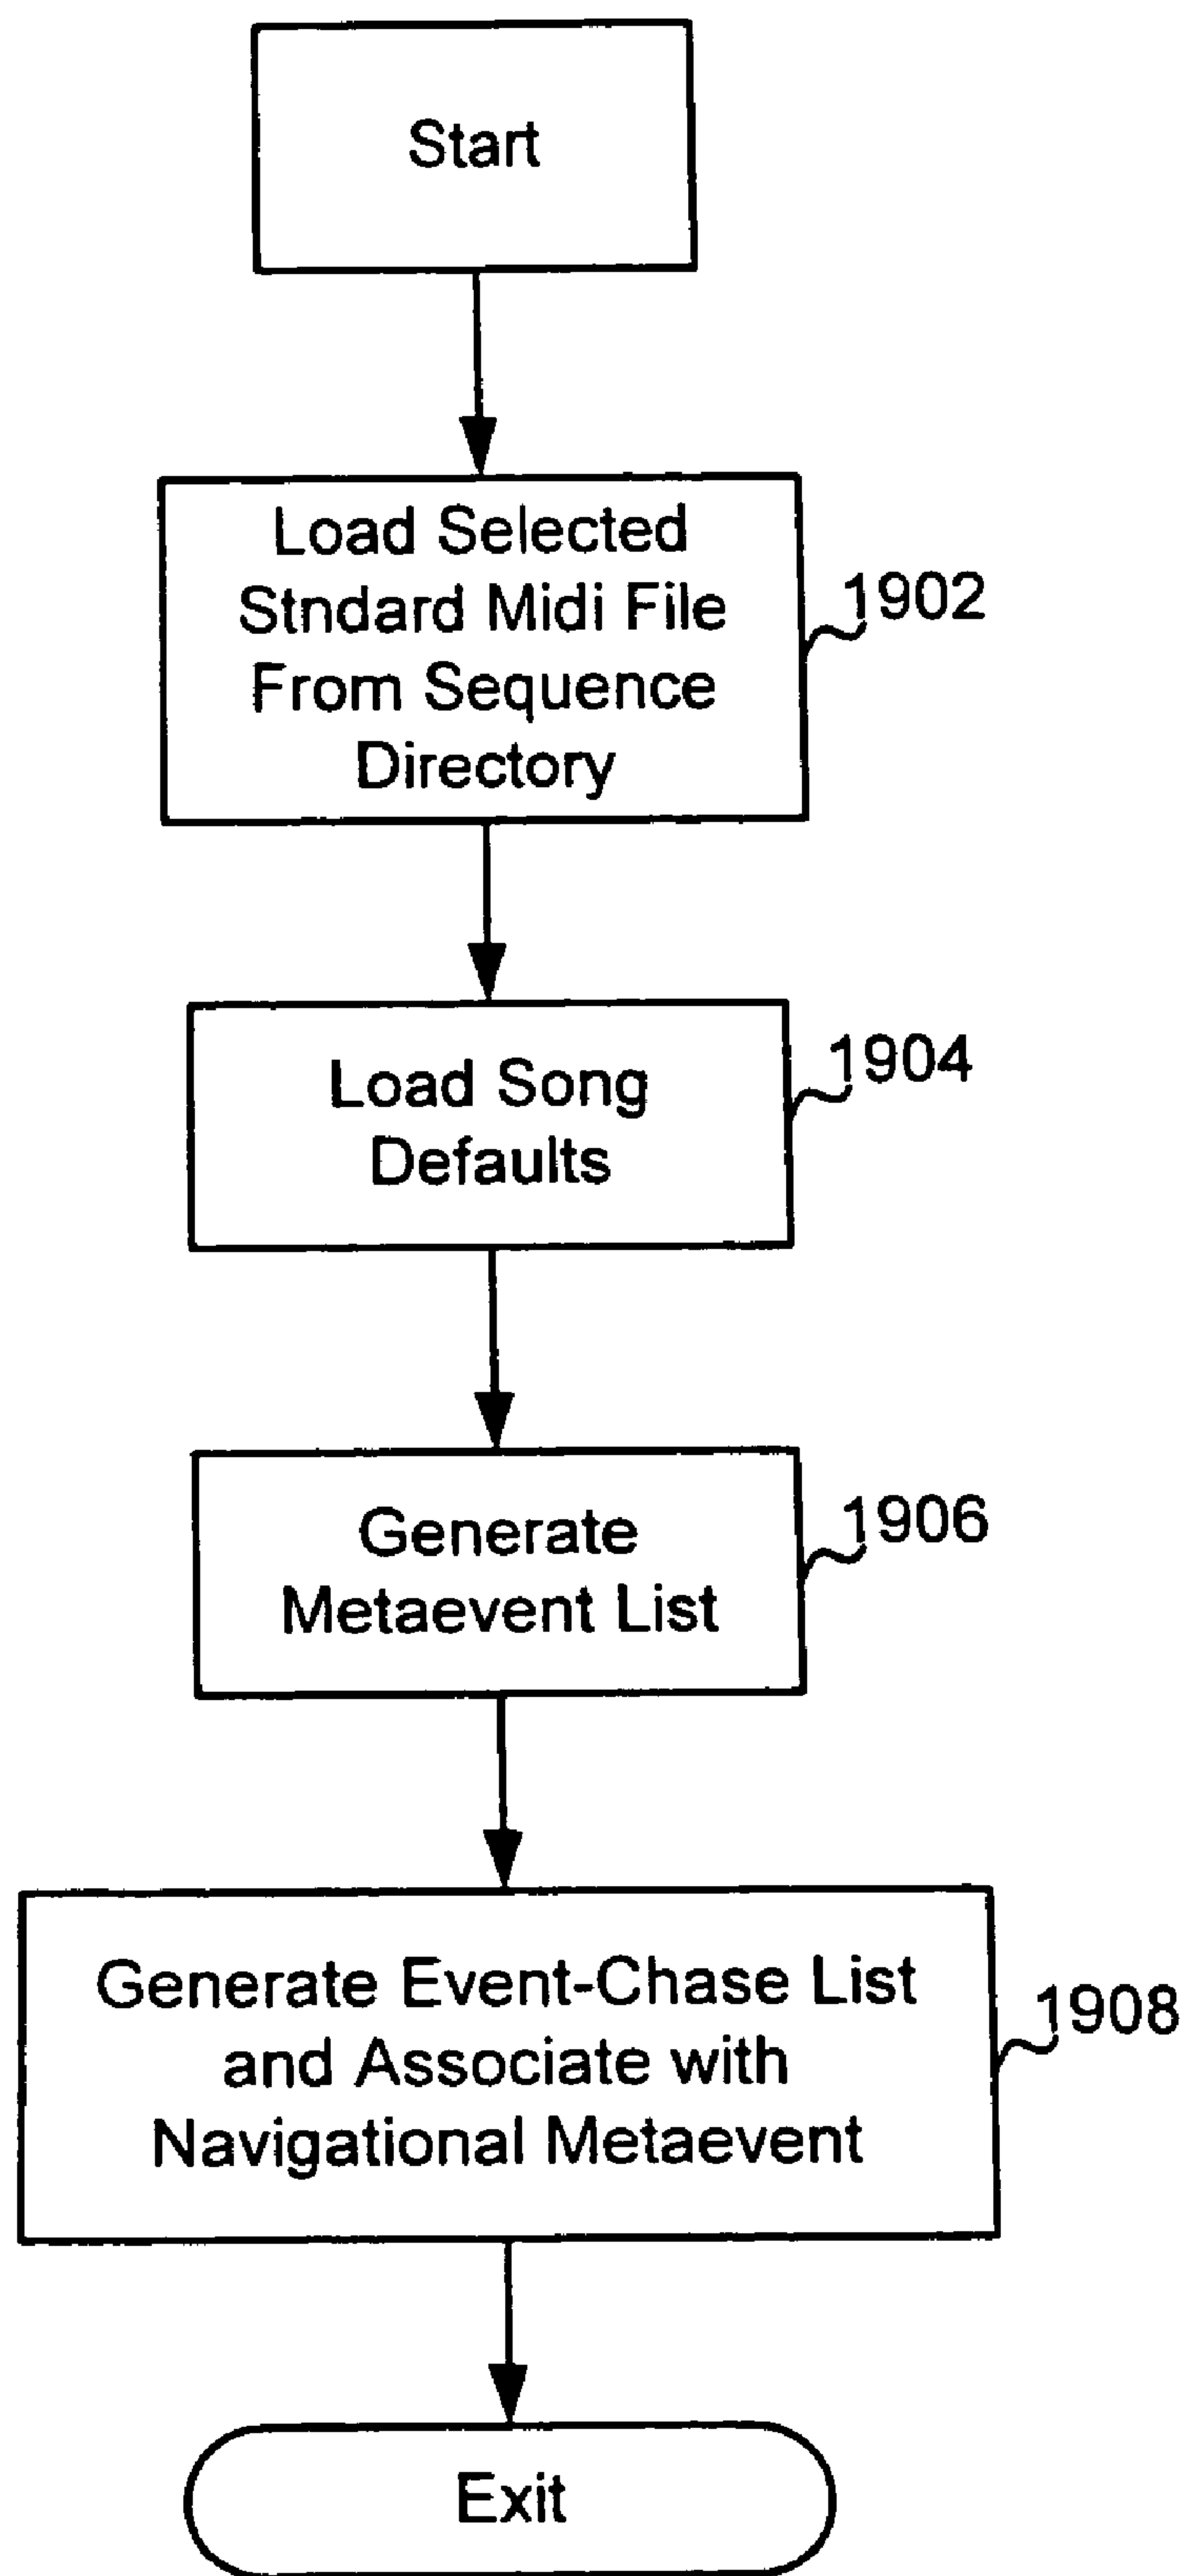 Start
Load Selected
Stndard Midi File
From Sequence
Directory
1902
Load Song
Defaults
1904
Generate
Metaevent List
1906
Generate Event-Chase List
and Associate with
Navigational Metaevent
1908
Exit